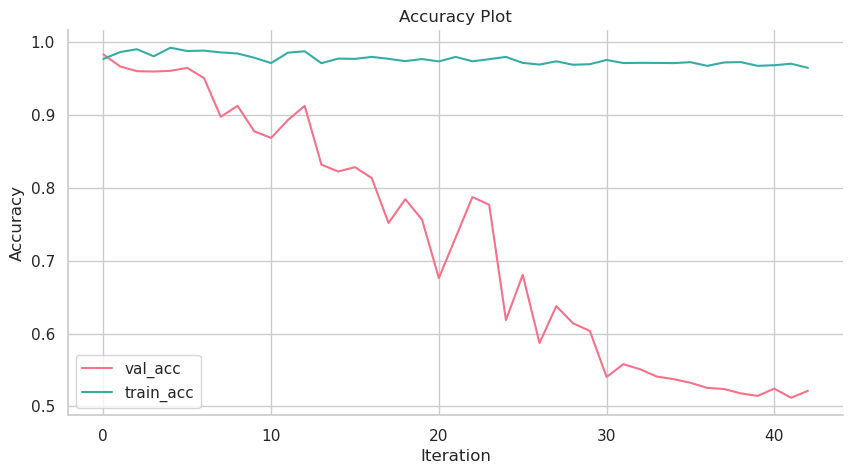 Accuracy Plot
1.0
0.9
0.8
0.7
0.6
0.5
Accuracy
val_acc
train_acc
0 10 20 30 40
Iteration